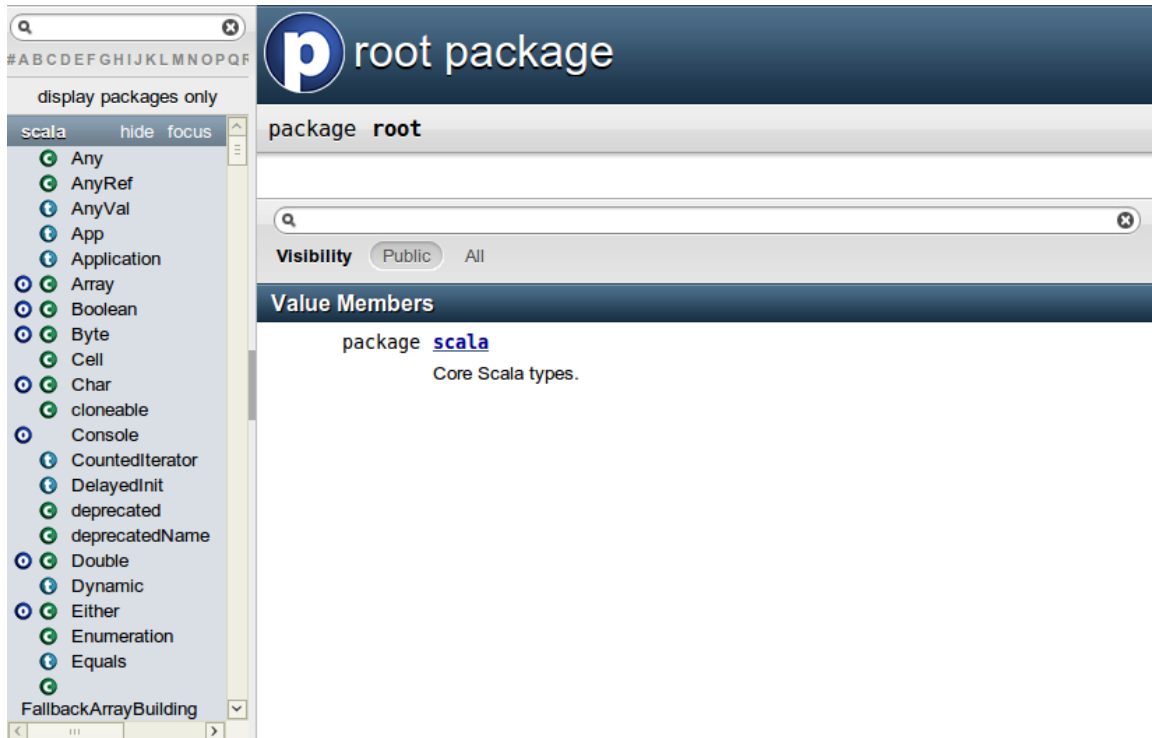 #ABCDEFGHIJKLMNOPQR
display packages only
scala hide focus
Any
AnyRef
AnyVal
App
Application
Array
Boolean
Byte
Cell
Char
cloneable
Console
CountedIterator
DelayedInit
deprecated
deprecatedName
Double
Dynamic
Either
Enumeration
Equals
FallbackArrayBuilding
p root package
package root
Visibility Public All
Value Members
package scala
Core Scala types.